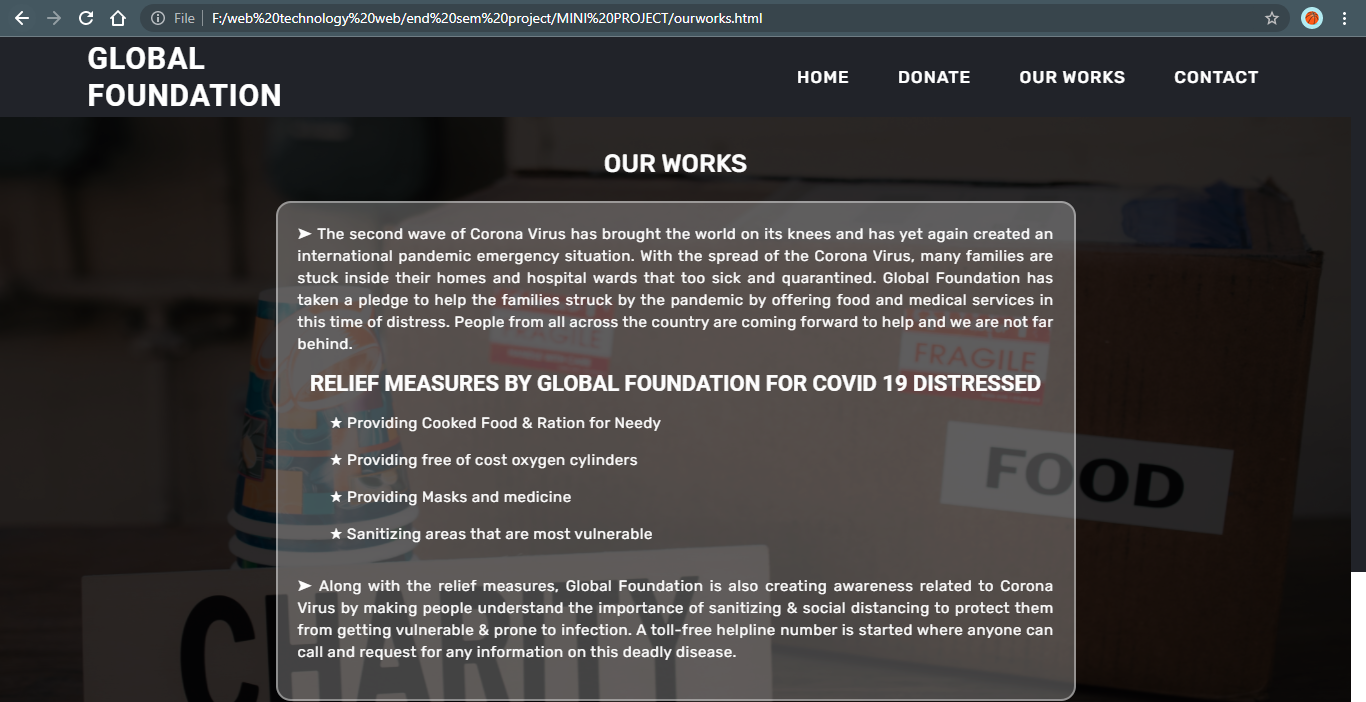 File
F:/web%20technology%20web/end%20sem%20project/MINI%20PROJECT/ourworks.html
GLOBAL
FOUNDATION
HOME
DONATE
OUR WORKS
CONTACT
OUR WORKS
➤ The second wave of Corona Virus has brought the world on its knees and has yet again created an
international pandemic emergency situation. With the spread of the Corona Virus, many families are
stuck inside their homes and hospital wards that too sick and quarantined. Global Foundation has
taken a pledge to help the families struck by the pandemic by offering food and medical services in
this time of distress. People from all across the country are coming forward to help and we are not far
behind.
RELIEF MEASURES BY GLOBAL FOUNDATION FOR COVID 19 DISTRESSED
★ Providing Cooked Food & Ration for Needy
★ Providing free of cost oxygen cylinders
★ Providing Masks and medicine
★ Sanitizing areas that are most vulnerable
➤ Along with the relief measures, Global Foundation is also creating awareness related to Corona
Virus by making people understand the importance of sanitizing & social distancing to protect them
from getting vulnerable & prone to infection. A toll-free helpline number is started where anyone can
call and request for any information on this deadly disease.
FRAGILE
FRAGILE
FOOD
CHARITY